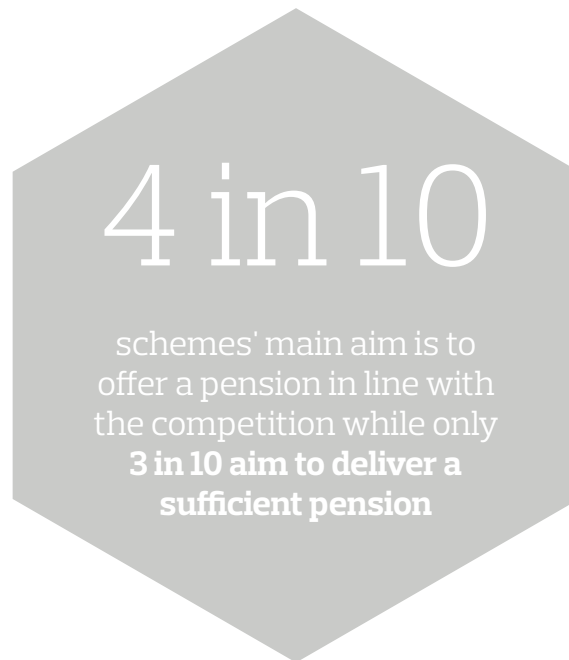 4 in 10
schemes’ main aim is to
offer a pension in line with
the competition while only
3 in 10 aim to deliver a
sufficient pension